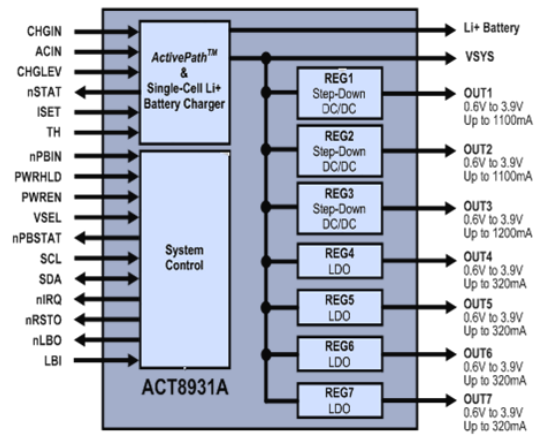 CHGIN
ACIN
CHGLEV
nSTAT
ISET
TH
nPBIN
PWRHLD
PWREN
VSEL
nPBSTAT
SCL
SDA
nIRQ
nRSTO
nLBO
LBI
ActivePath™
&
Single-Cell Li+
Battery Charger
System
Control
ACT8931A
REG1
Step-Down
DC/DC
REG2
Step-Down
DC/DC
REG3
Step-Down
DC/DC
REG4
LDO
REG5
LDO
REG6
LDO
REG7
LDO
Li+ Battery
VSYS
OUT1
0.6V to 3.9V
Up to 1100mA
OUT2
0.6V to 3.9V
Up to 1100mA
OUT3
0.6V to 3.9V
Up to 1200mA
OUT4
0.6V to 3.9V
Up to 320mA
OUT5
0.6V to 3.9V
Up to 320mA
OUT6
0.6V to 3.9V
Up to 320mA
OUT7
0.6V to 3.9V
Up to 320mA